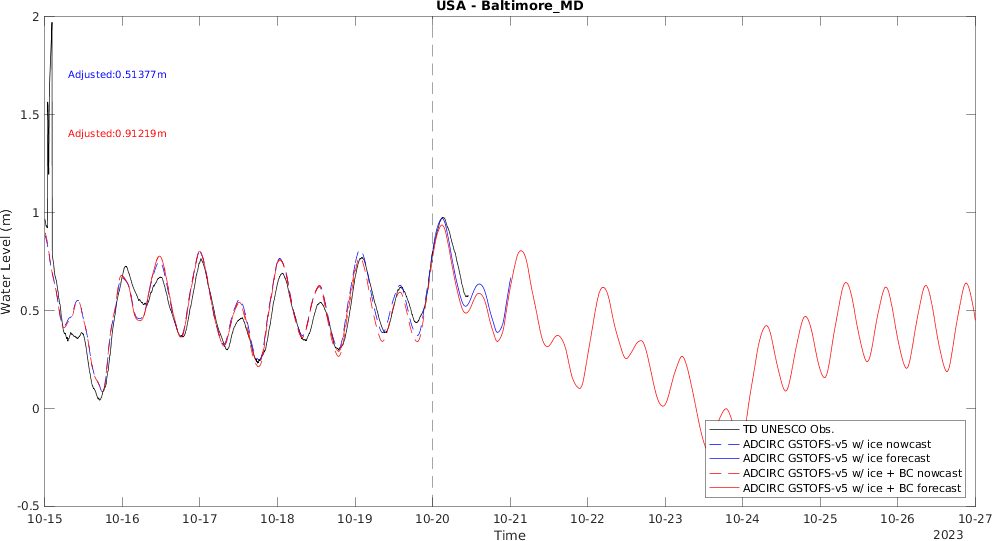 USA - Baltimore_MD
2
Adjusted:0.51377m
1.5
Adjusted:0.91219m
1
Water Level (m)
0.5
0
TD UNESCO Obs.
ADCIRC GSTOFS-v5 w/ ice nowcast
ADCIRC GSTOFS-v5 w/ ice forecast
ADCIRC GSTOFS-v5 w/ ice + BC nowcast
ADCIRC GSTOFS-v5 w/ ice + BC forecast
-0.5
10-15 10-16 10-17 10-18 10-19 10-20 10-21 10-22 10-23 10-24 10-25 10-26 10-27
Time
2023